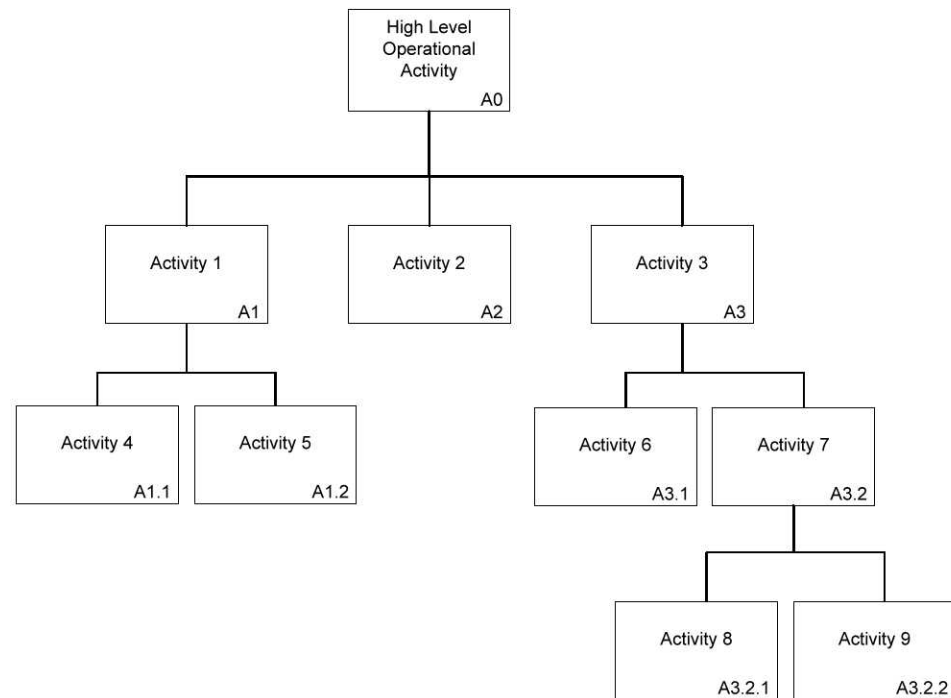 High Level
Operational
Activity
A0
Activity 1
A1
Activity 2
A2
Activity 3
A3
Activity 4
A1.1
Activity 5
A1.2
Activity 6
A3.1
Activity 7
A3.2
Activity 8
A3.2.1
Activity 9
A3.2.2